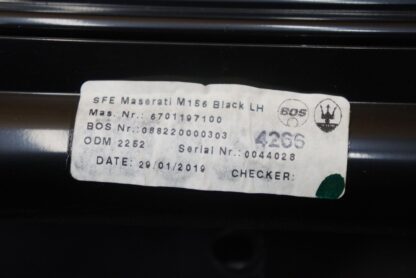 SFE Maserati M156 Black LH
Mas. Nr.: 6701197100
BOS
BOS Nr.:088220000303
4266
ODM 2252 Serial Nr.: 0044028
DATE: 29/01/2019 CHECKER: